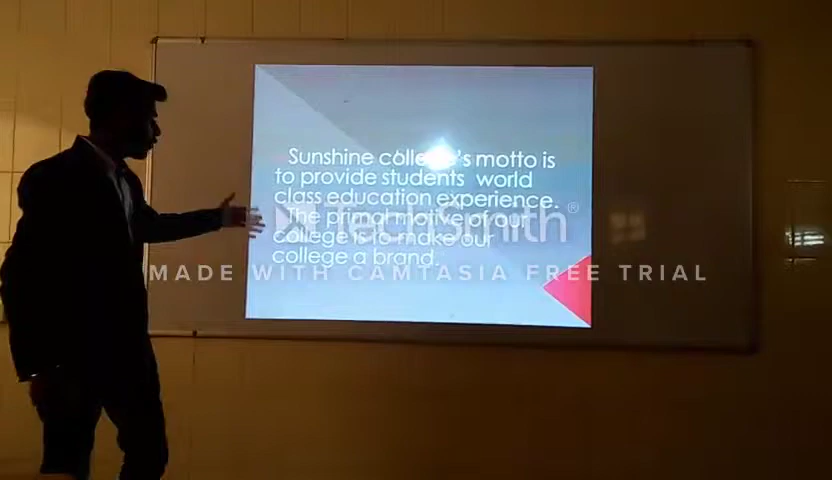 Sunshine college's motto is
to provide students world
class education experience.
The primal motive of our
college is to make our
college a brand.
TechSmith®
MADE WITH CAMTASIA FREE TRIAL